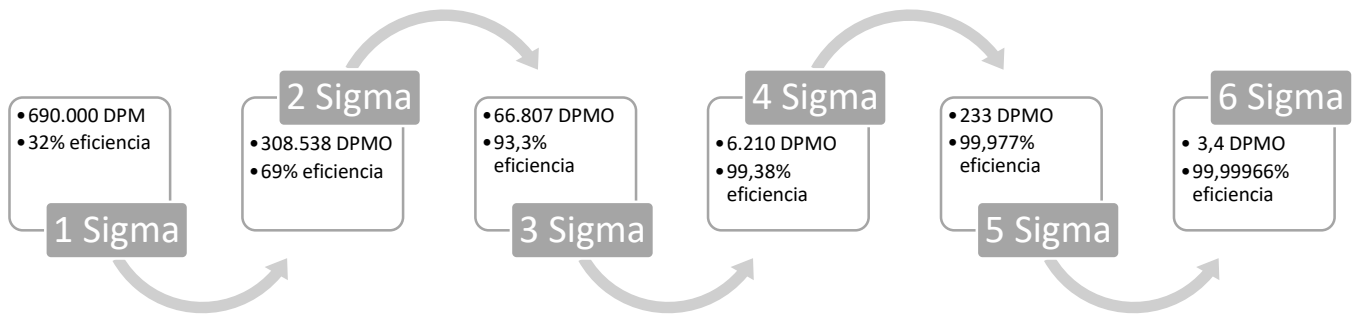 •690.000 DPM
•32% eficiencia
1 Sigma
2 Sigma
•308.538 DPMO
•69% eficiencia
•66.807 DPMO
•93,3%
eficiencia
3 Sigma
4 Sigma
•6.210 DPMO
•99,38%
eficiencia
•233 DPMO
•99,977%
eficiencia
5 Sigma
6 Sigma
• 3,4 DPMO
•99,99966%
eficiencia